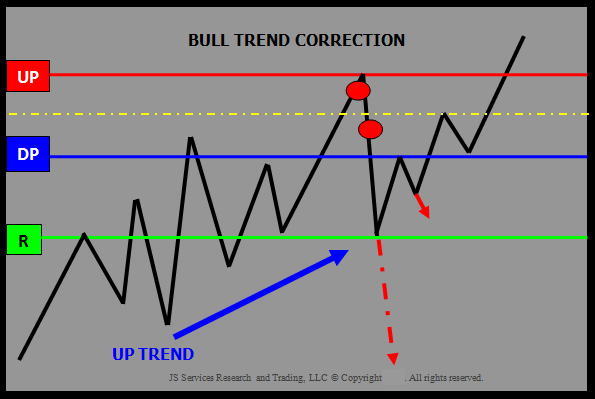 BULL TREND CORRECTION
UP
DP
R
UP TREND
JS Services Research and Trading, LLC © Copyright . All rights reserved.